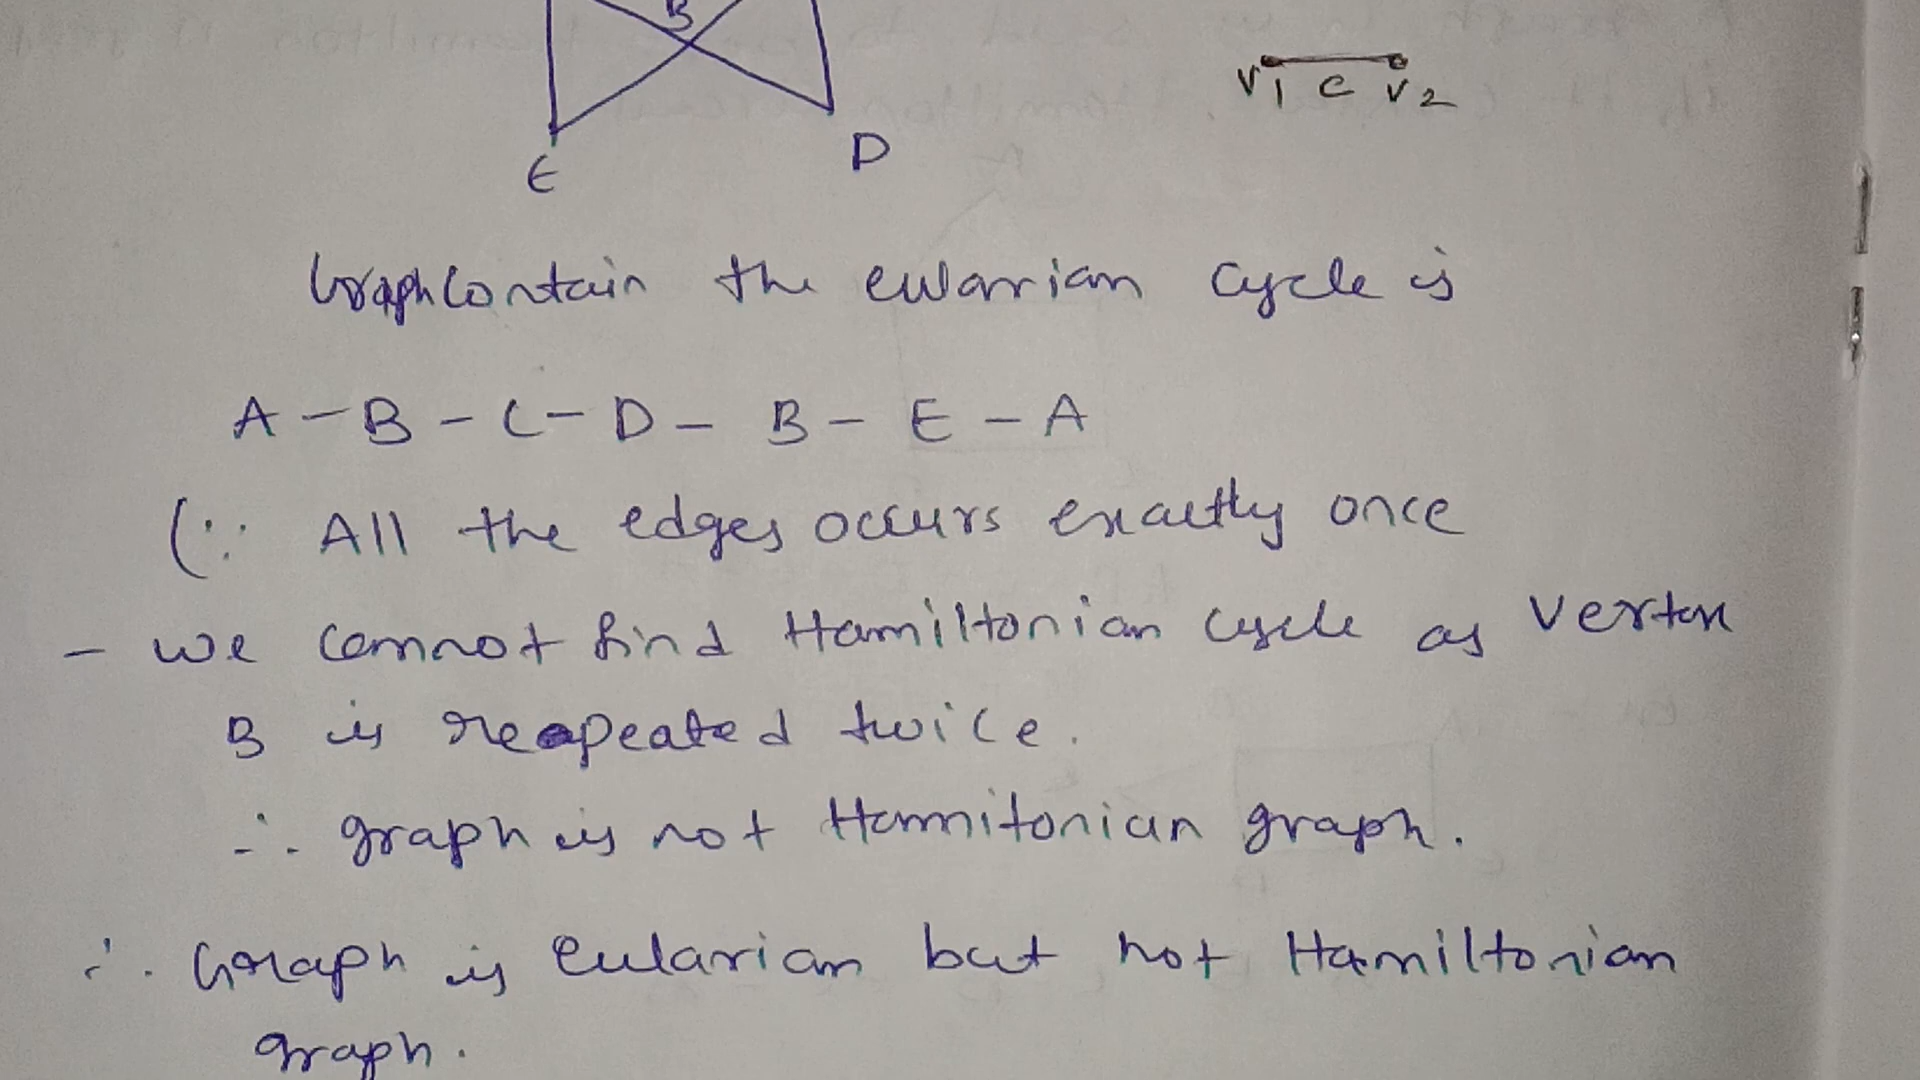 B
V1 e V2
E
D
Graph Contain the eularian Cycle is
A - B - C - D - B - E - A
(∵ All the edges occurs exactly once
- we cannot find Hamiltonian cycle as vertex
B is reapeated twice.
∴ graph is not Hamitonian graph.
∴ Graph is eularian but not Hamiltonian
graph.